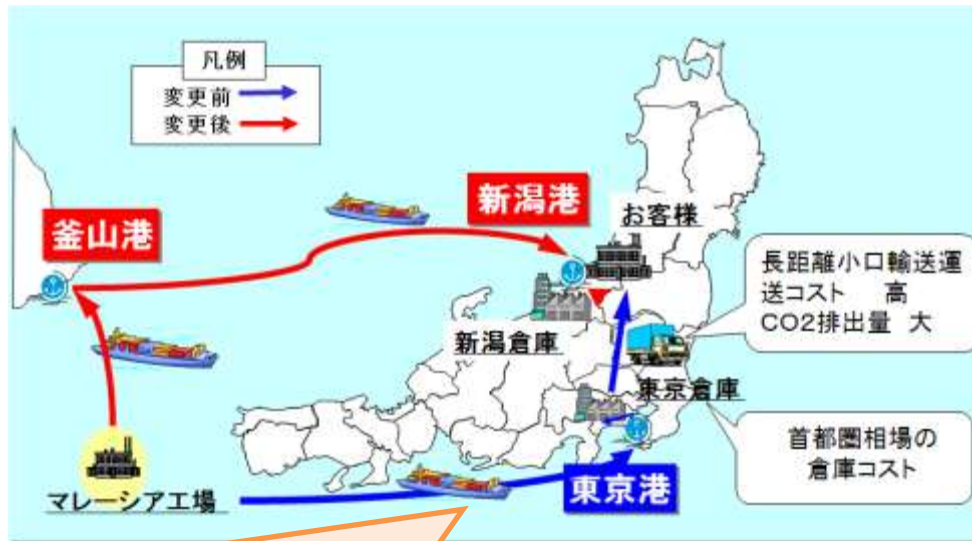 凡例
変更前
変更後
釜山港
新潟港
お客様
長距離小口輸送運
送コスト　高
CO2排出量 大
新潟倉庫
東京倉庫
首都圏相場の
倉庫コスト
マレーシア工場
東京港